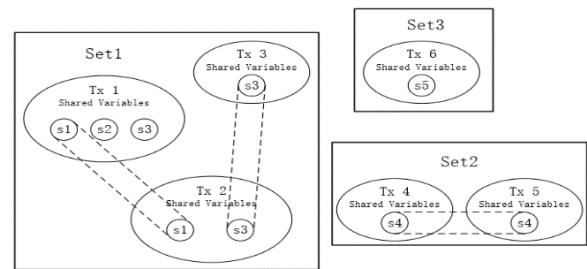 Set1
Tx 1
Shared Variables
s1 s2 s3
Tx 3
Shared Variables
s3
Tx 2
Shared Variables
s1 s3
Set3
Tx 6
Shared Variables
s5
Set2
Tx 4
Shared Variables
s4
Tx 5
Shared Variables
s4